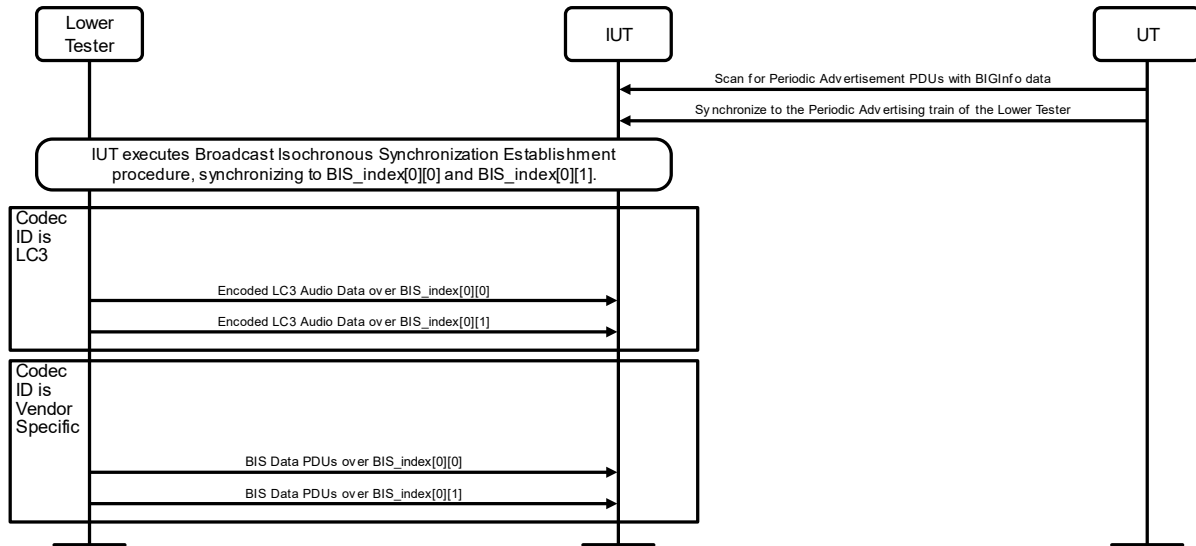 Lower
Tester
IUT
UT
Scan for Periodic Advertisement PDUs with BIGInfo data
Synchronize to the Periodic Advertising train of the Lower Tester
IUT executes Broadcast Isochronous Synchronization Establishment
procedure, synchronizing to BIS_index[0][0] and BIS_index[0][1].
Codec
ID is
LC3
Encoded LC3 Audio Data over BIS_index[0][0]
Encoded LC3 Audio Data over BIS_index[0][1]
Codec
ID is
Vendor
Specific
BIS Data PDUs over BIS_index[0][0]
BIS Data PDUs over BIS_index[0][1]